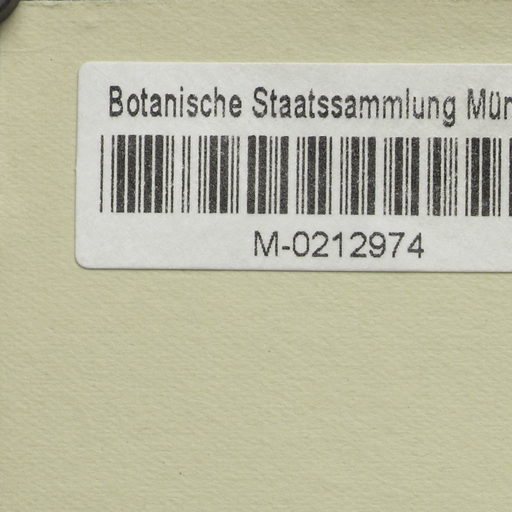 Botanische Staatssammlung Mün
M-0212974